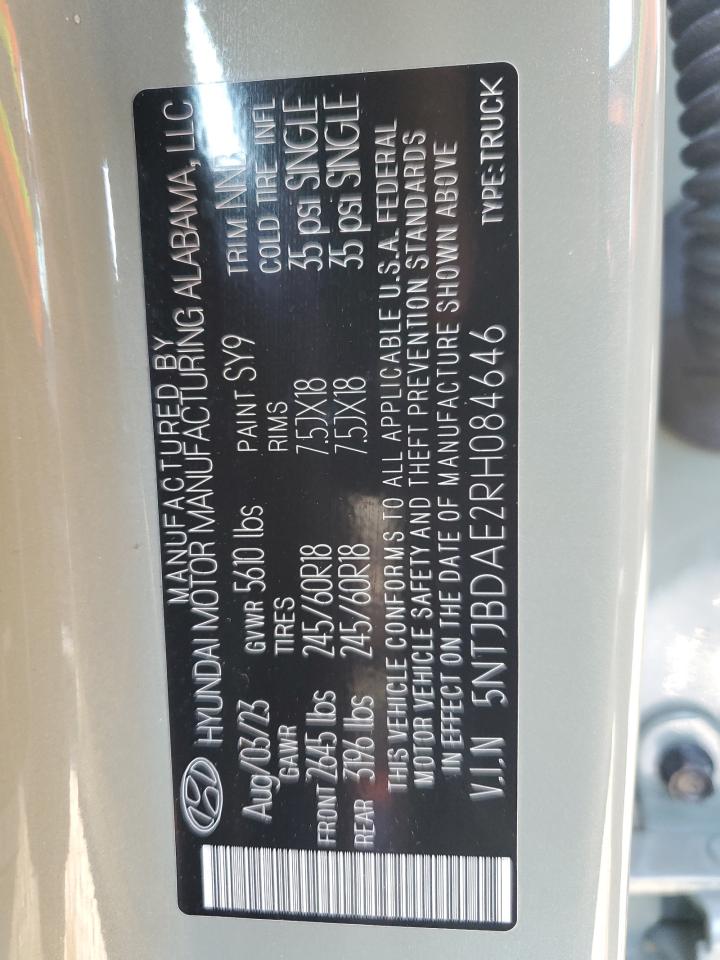 MANUFACTURED BY
HYUNDAI MOTOR MANUFACTURING ALABAMA, LLC
Aug/03/23 GVWR 5610 lbs PAINT SY9 TRIM
GAWR TIRES RIMS COLD TIRE INFL
FRONT 2645 lbs 245/60R18 7.5JX18 35 psi SINGLE
REAR 3196 lbs 245/60R18 7.5JX18 35 psi SINGLE
THIS VEHICLE CONFORMS TO ALL APPLICABLE U.S.A. FEDERAL
MOTOR VEHICLE SAFETY AND THEFT PREVENTION STANDARDS
IN EFFECT ON THE DATE OF MANUFACTURE SHOWN ABOVE
V.I.N 5NTJBDAE2RH084646 TYPE:TRUCK